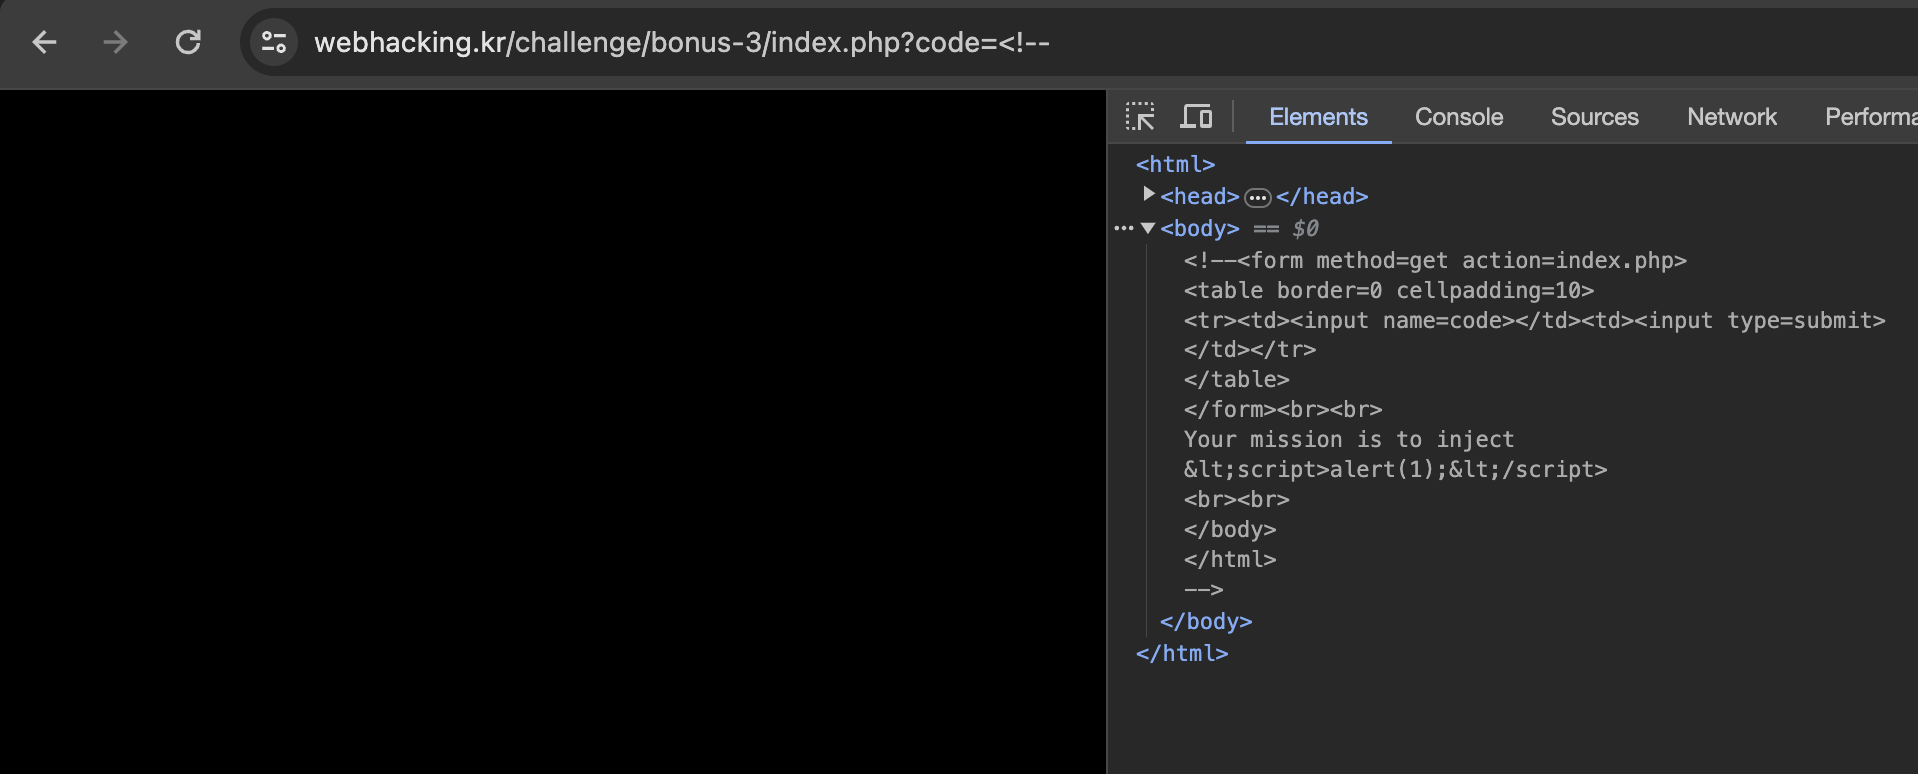 webhacking.kr/challenge/bonus-3/index.php?code=<!--
Elements Console Sources Network Performa
<html>
<head> ... </head>
... <body> == $0
<!--<form method=get action=index.php>
<table border=0 cellpadding=10>
<tr><td><input name=code></td><td><input type=submit>
</td></tr>
</table>
</form><br><br>
Your mission is to inject
&lt;script>alert(1);&lt;/script>
<br><br>
</body>
</html>
-->
</body>
</html>